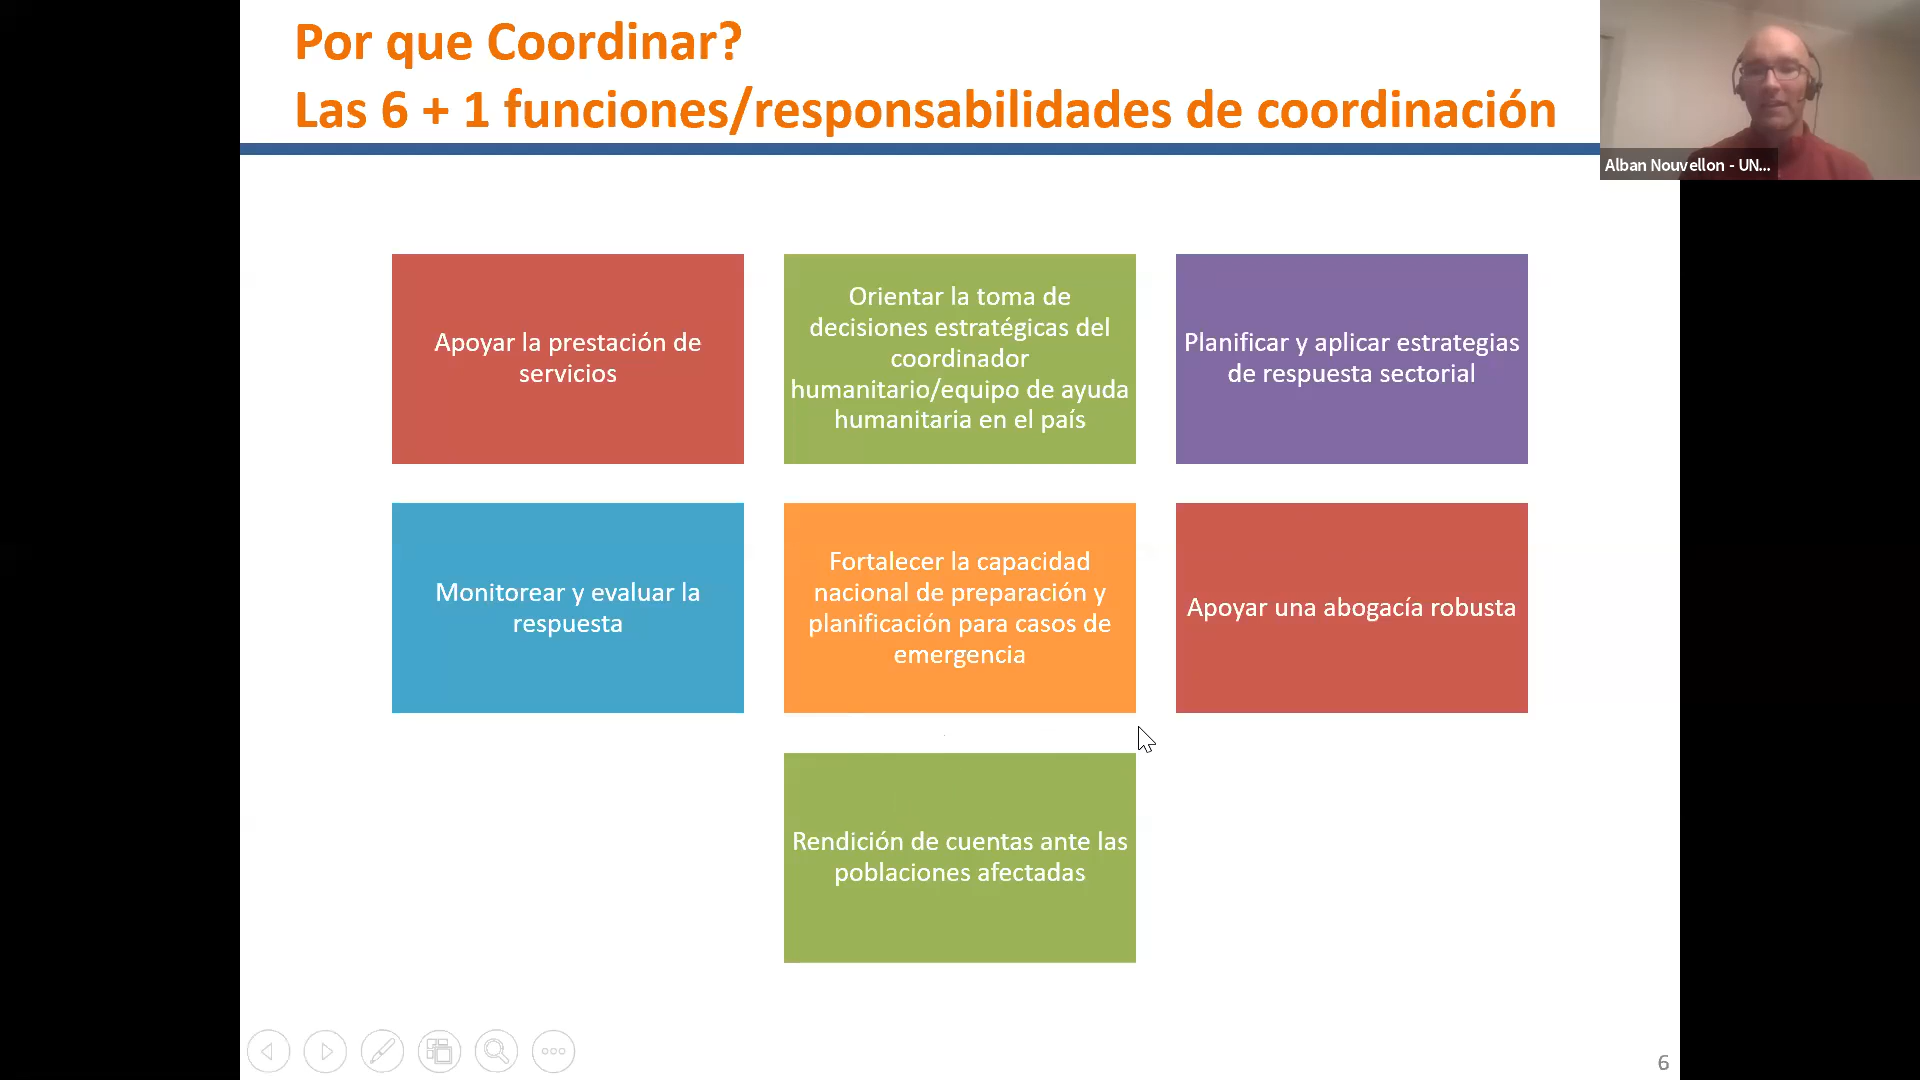 Por que Coordinar?
Las 6 + 1 funciones/responsabilidades de coordinación
Alban Nouvellon - UN...
Apoyar la prestación de
servicios
Orientar la toma de
decisiones estratégicas del
coordinador
humanitario/equipo de ayuda
humanitaria en el país
Planificar y aplicar estrategias
de respuesta sectorial
Monitorear y evaluar la
respuesta
Fortalecer la capacidad
nacional de preparación y
planificación para casos de
emergencia
Apoyar una abogacía robusta
Rendición de cuentas ante las
poblaciones afectadas
6